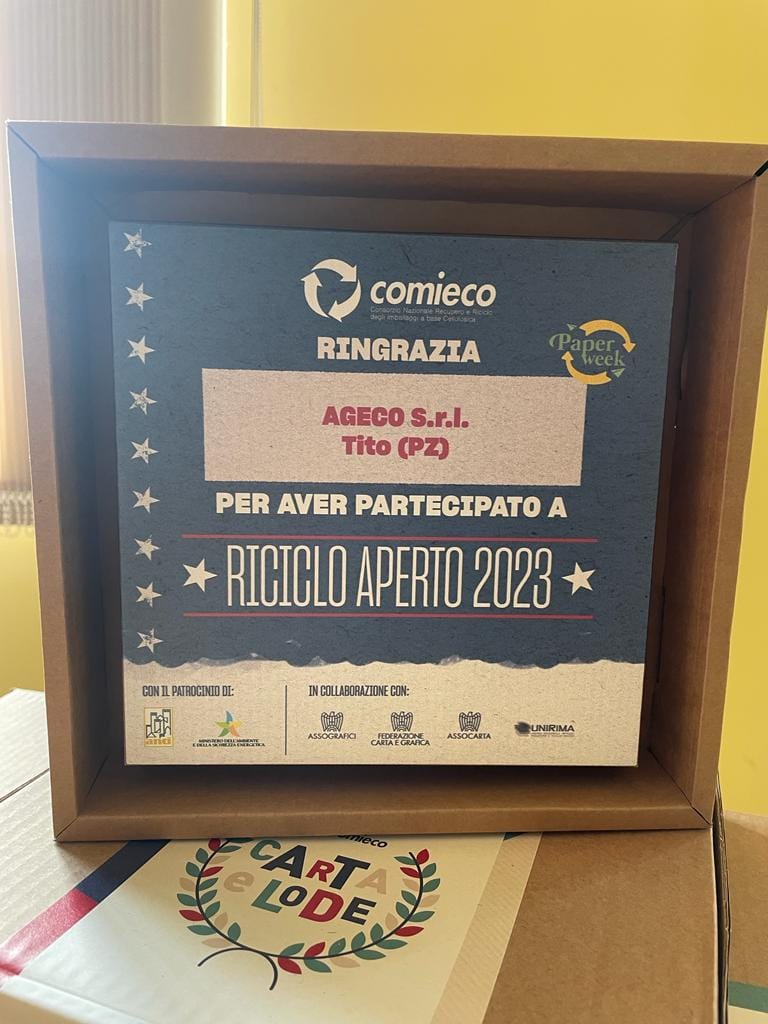 comieco
Consorzio Nazionale Recupero e Riciclo
degli Imballaggi a base Cellulosica
RINGRAZIA
Paper
week
AGECO S.r.l.
Tito (PZ)
PER AVER PARTECIPATO A
RICICLO APERTO 2023
CON IL PATROCINIO DI:
IN COLLABORAZIONE CON:
anci
MINISTERO DELL'AMBIENTE
E DELLA SICUREZZA ENERGETICA
ASSOGRAFICI
FEDERAZIONE
CARTA E GRAFICA
ASSOCARTA
UNIRIMA
comieco
CARTA
e LODE